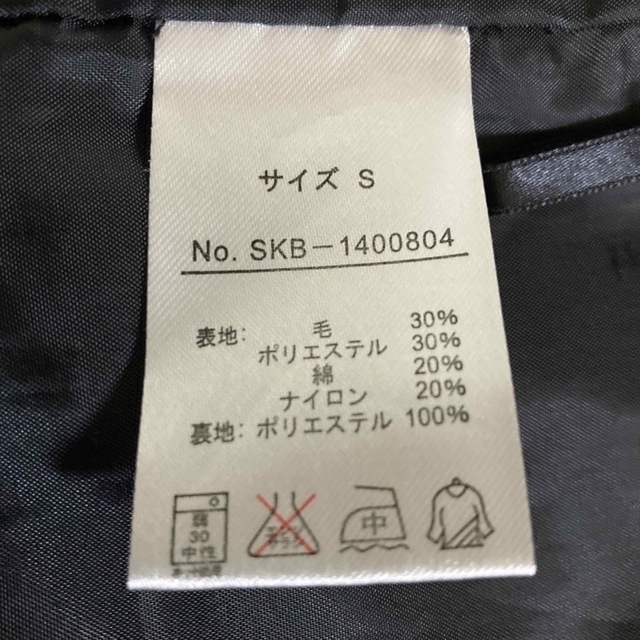 サイズ S
No. SKB－1400804
表地: 毛 30%
ポリエステル 30%
綿 20%
ナイロン 20%
裏地: ポリエステル 100%
弱
30
中性
中